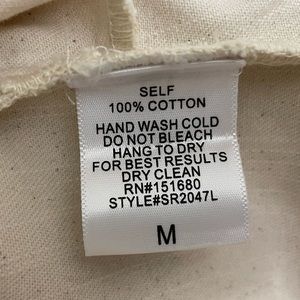 SELF
100% COTTON
HAND WASH COLD
DO NOT BLEACH
HANG TO DRY
FOR BEST RESULTS
DRY CLEAN
RN#151680
STYLE#SR2047L
M